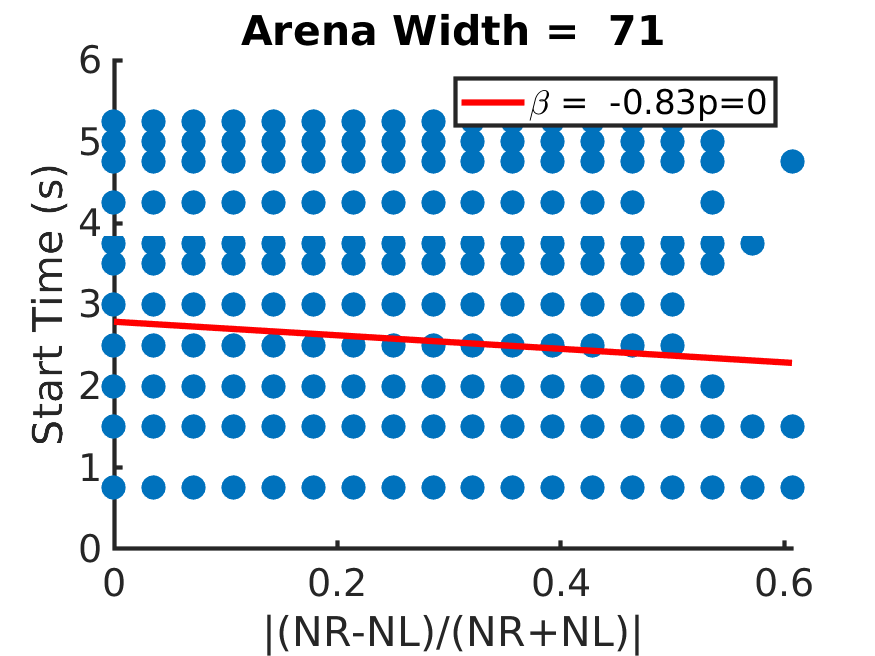 Arena Width = 71
β = -0.83p=0
Start Time (s)
6
5
4
3
2
1
0
0 0.2 0.4 0.6
|(NR-NL)/(NR+NL)|